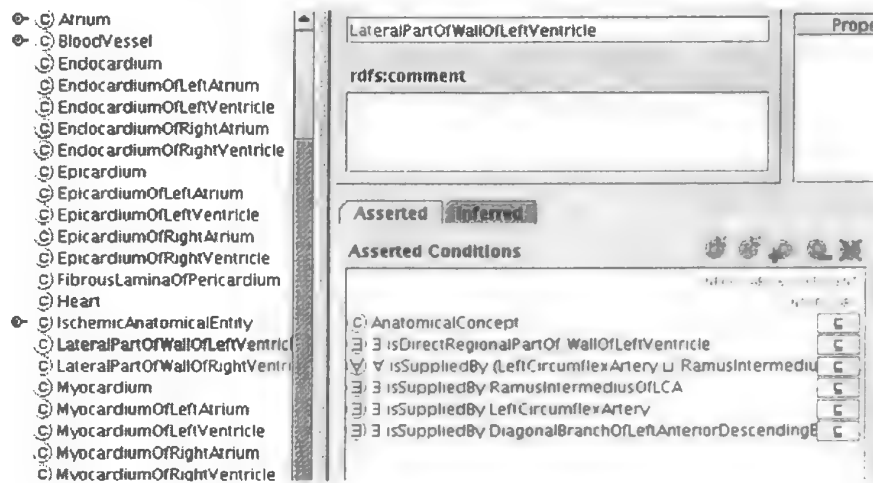 Atrium
BloodVessel
Endocardium
EndocardiumOfLeftAtrium
EndocardiumOfLeftVentricle
EndocardiumOfRightAtrium
EndocardiumOfRightVentricle
Epicardium
EpicardiumOfLeftAtrium
EpicardiumOfLeftVentricle
EpicardiumOfRightAtrium
EpicardiumOfRightVentricle
FibrousLaminaOfPericardium
Heart
IschemicAnatomicalEntity
LateralPartOfWallOfLeftVentricl
LateralPartOfWallOfRightVentri
Myocardium
MyocardiumOfLeftAtrium
MyocardiumOfLeftVentricle
MyocardiumOfRightAtrium
MyocardiumOfRightVentricle
LateralPartOfWallOfLeftVentricle
rdfs:comment
Prope
Asserted Inferred
Asserted Conditions
AnatomicalConcept
∃ isDirectRegionalPartOf WallOfLeftVentricle
∀ isSuppliedBy (LeftCircumflexArtery ⊔ RamusIntermediu
∃ isSuppliedBy RamusIntermediusOfLCA
∃ isSuppliedBy LeftCircumflexArtery
∃ isSuppliedBy DiagonalBranchOfLeftAnteriorDescendingB